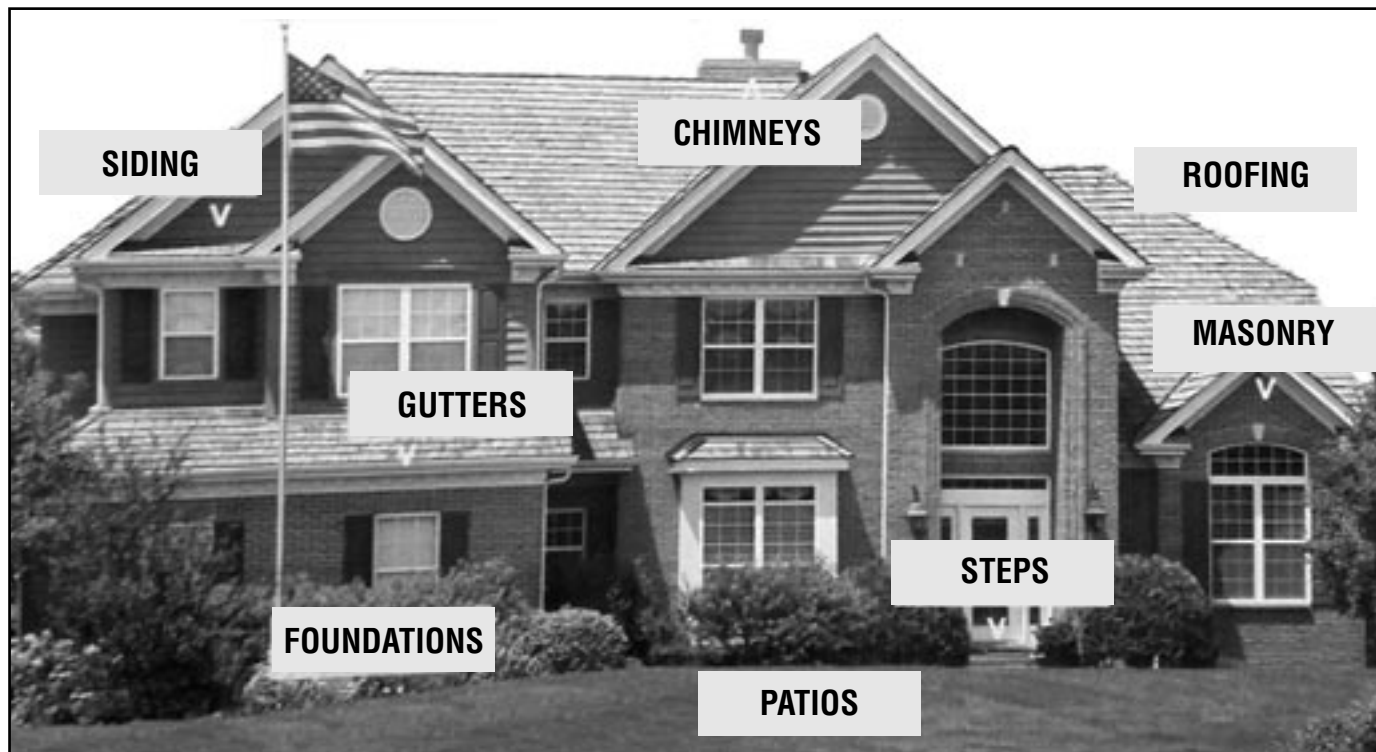 CHIMNEYS
SIDING
ROOFING
MASONRY
GUTTERS
STEPS
FOUNDATIONS
PATIOS